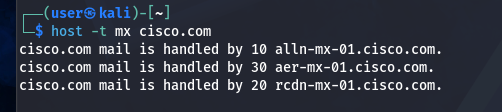 ┌──(user㉿kali)-[~]
└─$ host -t mx cisco.com
cisco.com mail is handled by 10 alln-mx-01.cisco.com.
cisco.com mail is handled by 30 aer-mx-01.cisco.com.
cisco.com mail is handled by 20 rcdn-mx-01.cisco.com.